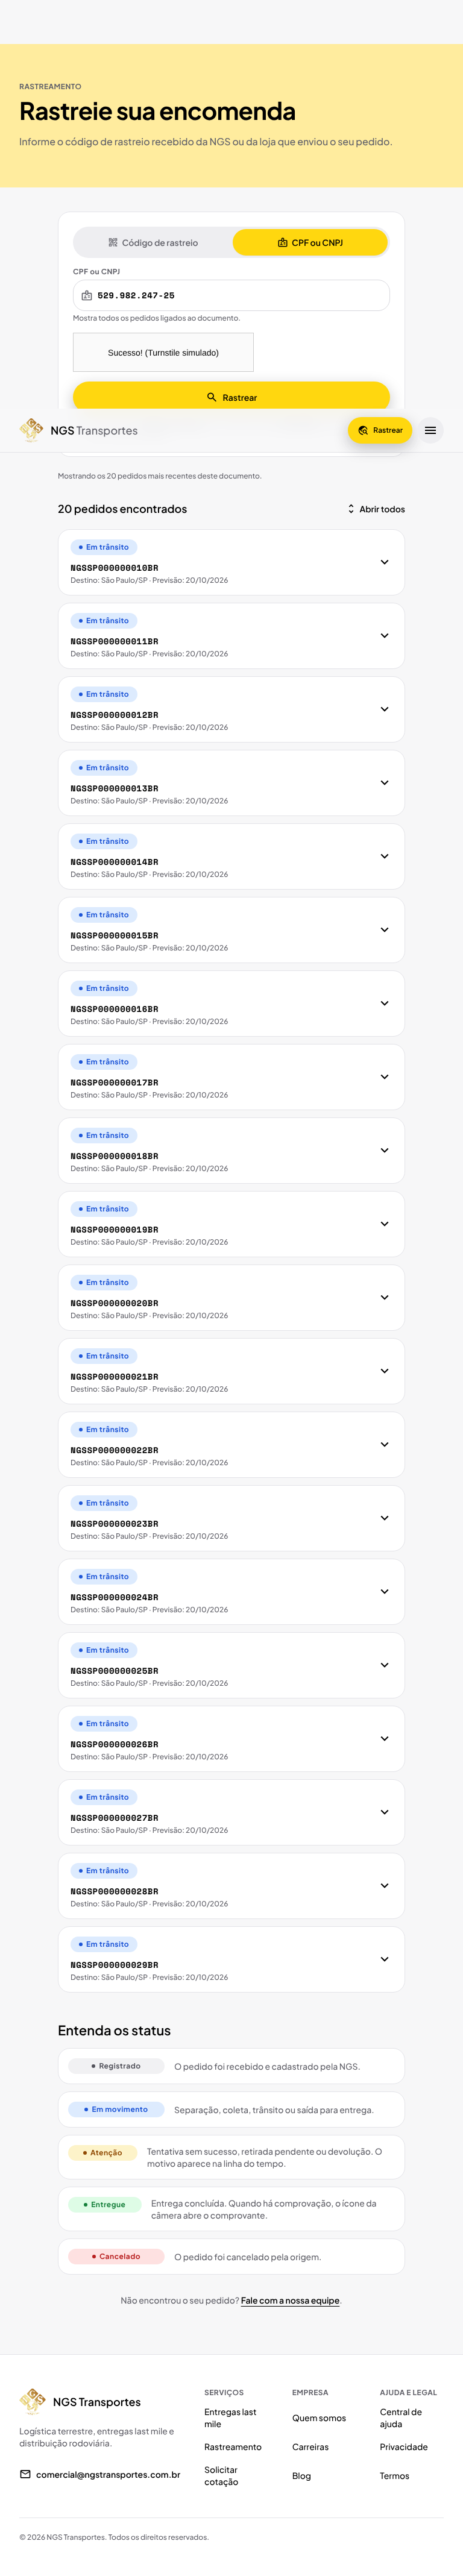 RASTREAMENTO
Rastreie sua encomenda
Informe o código de rastreio recebido da NGS ou da loja que enviou o seu pedido.
Código de rastreio
CPF ou CNPJ
CPF ou CNPJ
529.982.247-25
Mostra todos os pedidos ligados ao documento.
Sucesso! (Turnstile simulado)
Rastrear
NGS Transportes
Rastrear
Mostrando os 20 pedidos mais recentes deste documento.
20 pedidos encontrados
Abrir todos
Em trânsito
NGSSP000000010BR
Destino: São Paulo/SP · Previsão: 20/10/2026
Em trânsito
NGSSP000000011BR
Destino: São Paulo/SP · Previsão: 20/10/2026
Em trânsito
NGSSP000000012BR
Destino: São Paulo/SP · Previsão: 20/10/2026
Em trânsito
NGSSP000000013BR
Destino: São Paulo/SP · Previsão: 20/10/2026
Em trânsito
NGSSP000000014BR
Destino: São Paulo/SP · Previsão: 20/10/2026
Em trânsito
NGSSP000000015BR
Destino: São Paulo/SP · Previsão: 20/10/2026
Em trânsito
NGSSP000000016BR
Destino: São Paulo/SP · Previsão: 20/10/2026
Em trânsito
NGSSP000000017BR
Destino: São Paulo/SP · Previsão: 20/10/2026
Em trânsito
NGSSP000000018BR
Destino: São Paulo/SP · Previsão: 20/10/2026
Em trânsito
NGSSP000000019BR
Destino: São Paulo/SP · Previsão: 20/10/2026
Em trânsito
NGSSP000000020BR
Destino: São Paulo/SP · Previsão: 20/10/2026
Em trânsito
NGSSP000000021BR
Destino: São Paulo/SP · Previsão: 20/10/2026
Em trânsito
NGSSP000000022BR
Destino: São Paulo/SP · Previsão: 20/10/2026
Em trânsito
NGSSP000000023BR
Destino: São Paulo/SP · Previsão: 20/10/2026
Em trânsito
NGSSP000000024BR
Destino: São Paulo/SP · Previsão: 20/10/2026
Em trânsito
NGSSP000000025BR
Destino: São Paulo/SP · Previsão: 20/10/2026
Em trânsito
NGSSP000000026BR
Destino: São Paulo/SP · Previsão: 20/10/2026
Em trânsito
NGSSP000000027BR
Destino: São Paulo/SP · Previsão: 20/10/2026
Em trânsito
NGSSP000000028BR
Destino: São Paulo/SP · Previsão: 20/10/2026
Em trânsito
NGSSP000000029BR
Destino: São Paulo/SP · Previsão: 20/10/2026
Entenda os status
Registrado
O pedido foi recebido e cadastrado pela NGS.
Em movimento
Separação, coleta, trânsito ou saída para entrega.
Atenção
Tentativa sem sucesso, retirada pendente ou devolução. O
motivo aparece na linha do tempo.
Entregue
Entrega concluída. Quando há comprovação, o ícone da
câmera abre o comprovante.
Cancelado
O pedido foi cancelado pela origem.
Não encontrou o seu pedido? Fale com a nossa equipe.
NGS Transportes
Logística terrestre, entregas last mile e
distribuição rodoviária.
comercial@ngstransportes.com.br
SERVIÇOS
Entregas last
mile
Rastreamento
Solicitar
cotação
EMPRESA
Quem somos
Carreiras
Blog
AJUDA E LEGAL
Central de
ajuda
Privacidade
Termos
© 2026 NGS Transportes. Todos os direitos reservados.